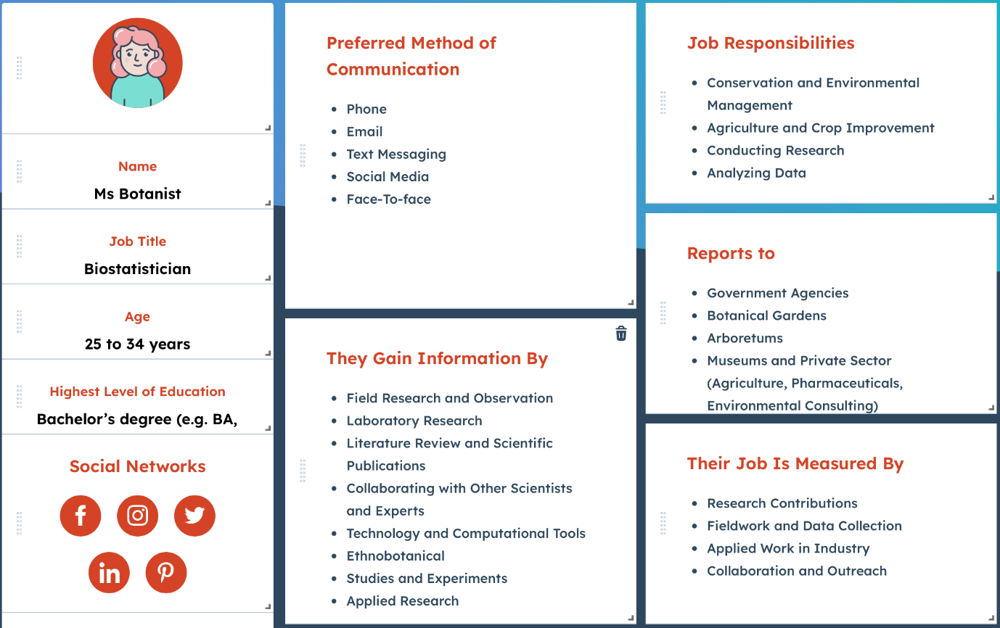 Name
Ms Botanist
Job Title
Biostatistician
Age
25 to 34 years
Highest Level of Education
Bachelor’s degree (e.g. BA,
Social Networks
Preferred Method of
Communication
Phone
Email
Text Messaging
Social Media
Face-To-face
They Gain Information By
Field Research and Observation
Laboratory Research
Literature Review and Scientific
Publications
Collaborating with Other Scientists
and Experts
Technology and Computational Tools
Ethnobotanical
Studies and Experiments
Applied Research
Job Responsibilities
Conservation and Environmental
Management
Agriculture and Crop Improvement
Conducting Research
Analyzing Data
Reports to
Government Agencies
Botanical Gardens
Arboretums
Museums and Private Sector
(Agriculture, Pharmaceuticals,
Environmental Consulting)
Their Job Is Measured By
Research Contributions
Fieldwork and Data Collection
Applied Work in Industry
Collaboration and Outreach